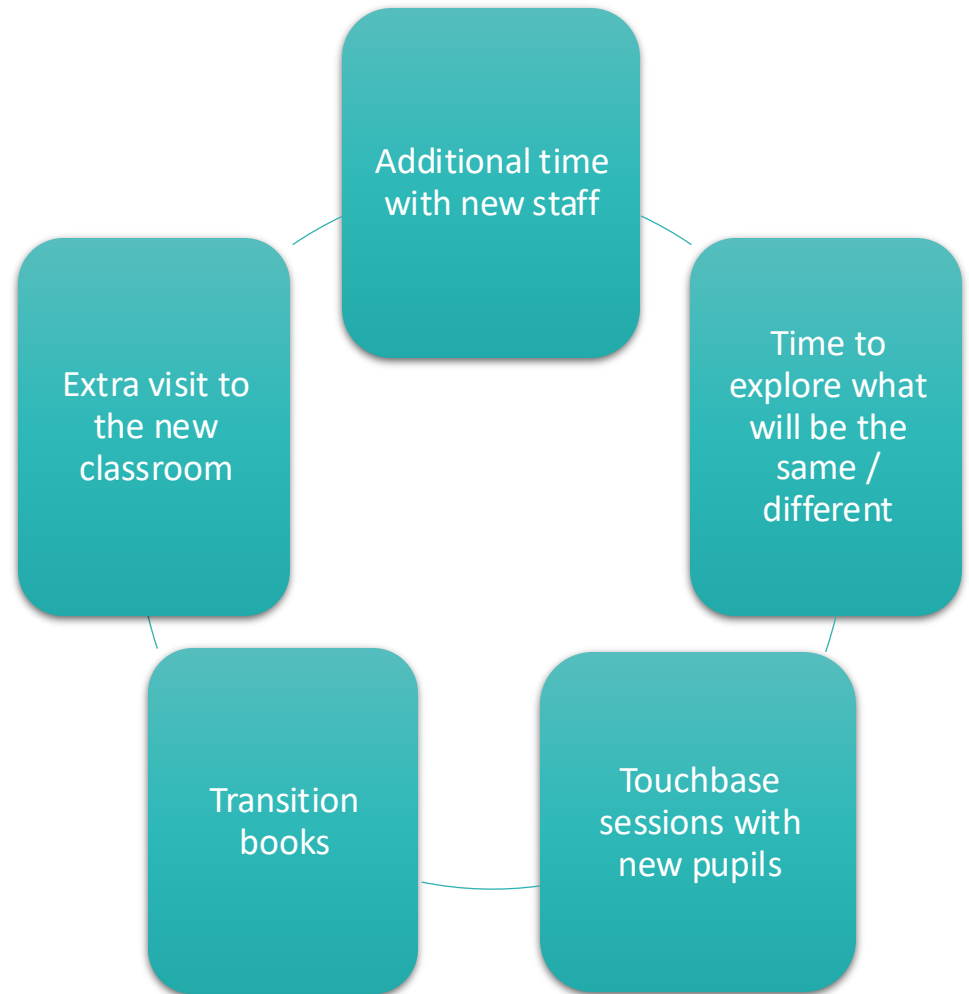 Additional time
with new staff
Time to
explore what
will be the
same /
different
Touchbase
sessions with
new pupils
Transition
books
Extra visit to
the new
classroom